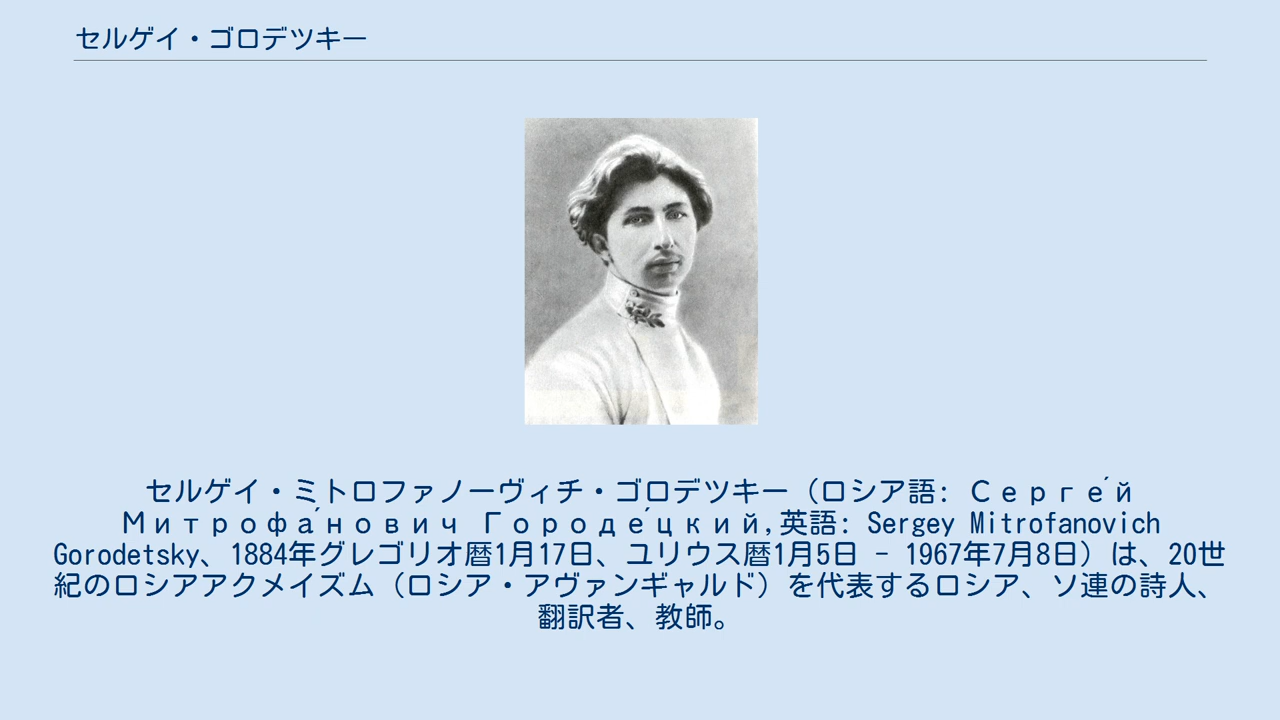 セルゲイ・ゴロデツキー
セルゲイ・ミトロファノーヴィチ・ゴロデツキー（ロシア語: Серге́й
Митрофа́нович Городе́цкий,英語: Sergey Mitrofanovich
Gorodetsky、1884年グレゴリオ暦1月17日、ユリウス暦1月5日 - 1967年7月8日）は、20世
紀のロシアアクメイズム（ロシア・アヴァンギャルド）を代表するロシア、ソ連の詩人、
翻訳者、教師。